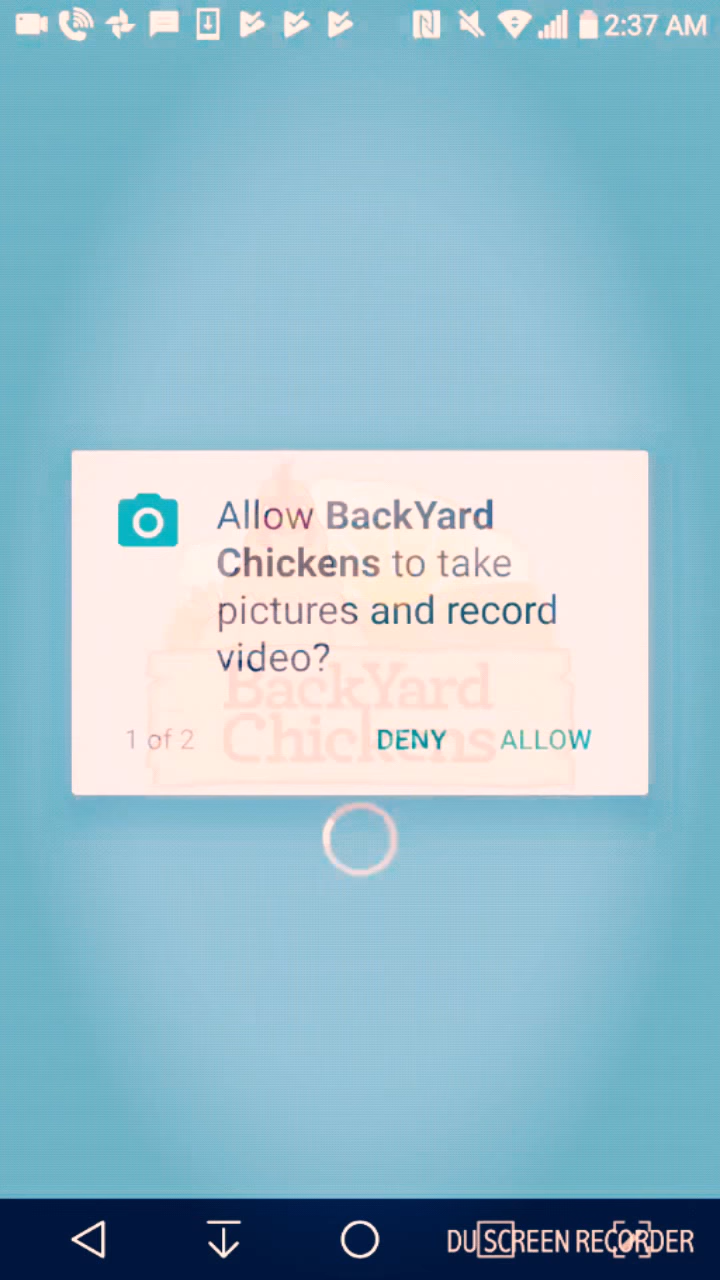 2:37 AM
Allow BackYard
Chickens to take
pictures and record
video?
BackYard
Chickens
1 of 2 DENY ALLOW
DU SCREEN RECORDER